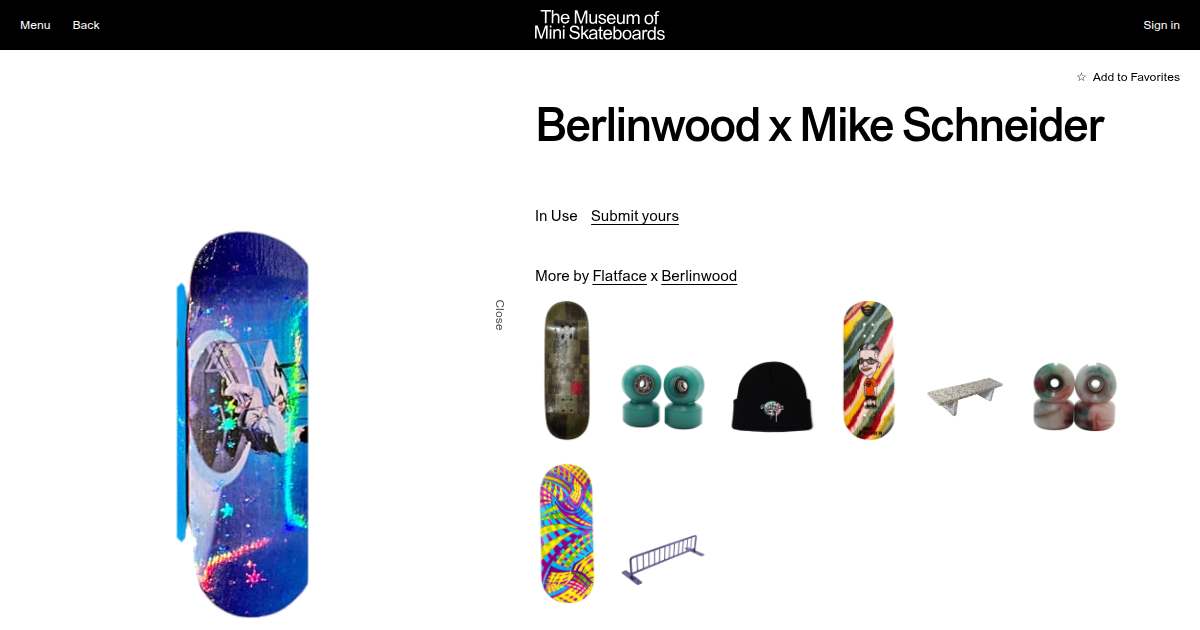 Menu
Back
The Museum of
Mini Skateboards
Sign in
☆ Add to Favorites
Berlinwood x Mike Schneider
In Use Submit yours
More by Flatface x Berlinwood
Close